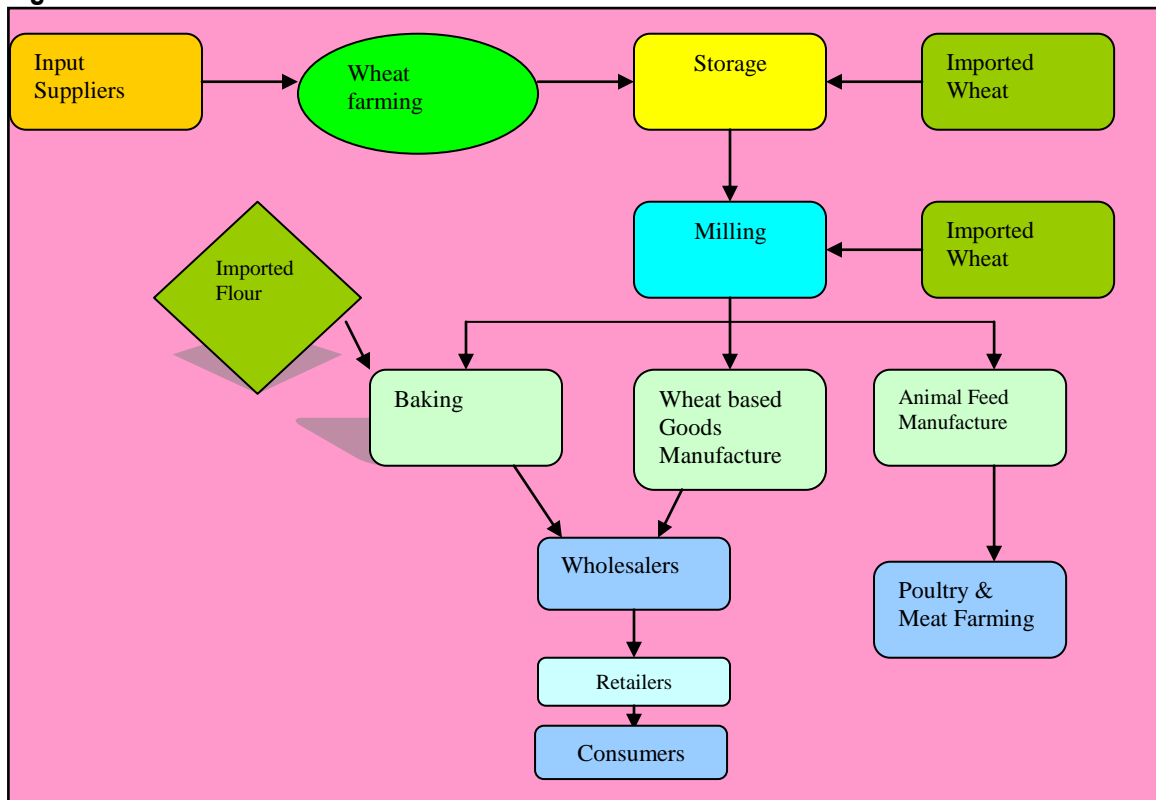 Input
Suppliers
Wheat
farming
Storage
Imported
Wheat
Milling
Imported
Wheat
Imported
Flour
Baking
Wheat based
Goods
Manufacture
Animal Feed
Manufacture
Wholesalers
Poultry &
Meat Farming
Retailers
Consumers